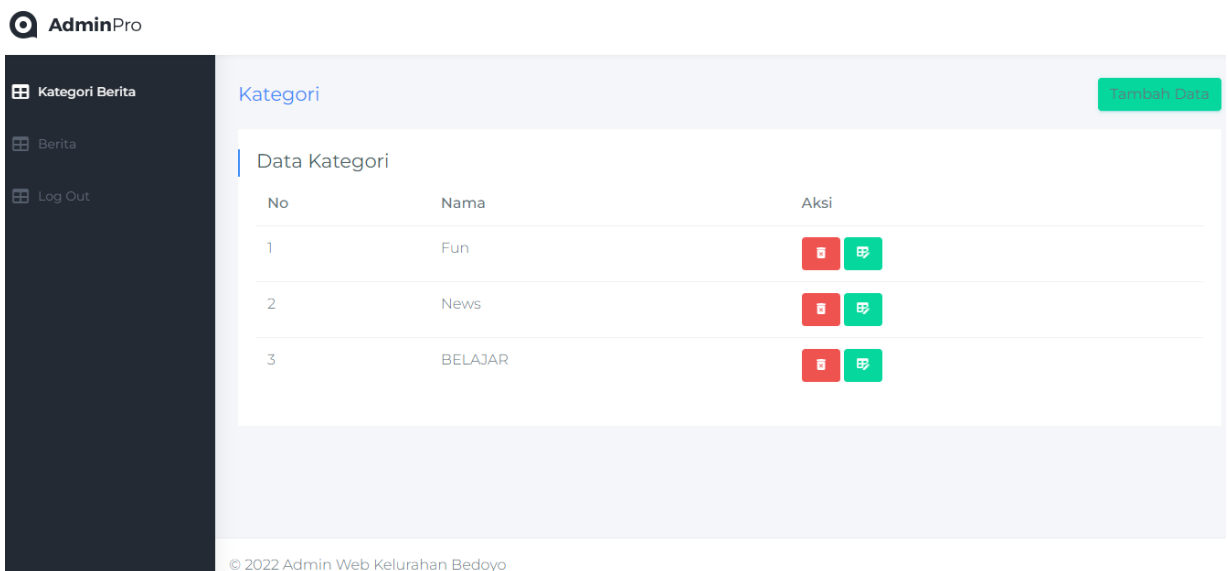 AdminPro
Kategori Berita
Berita
Log Out
Kategori
Tambah Data
Data Kategori
No Nama Aksi
1 Fun
2 News
3 BELAJAR
© 2022 Admin Web Kelurahan Bedoyo